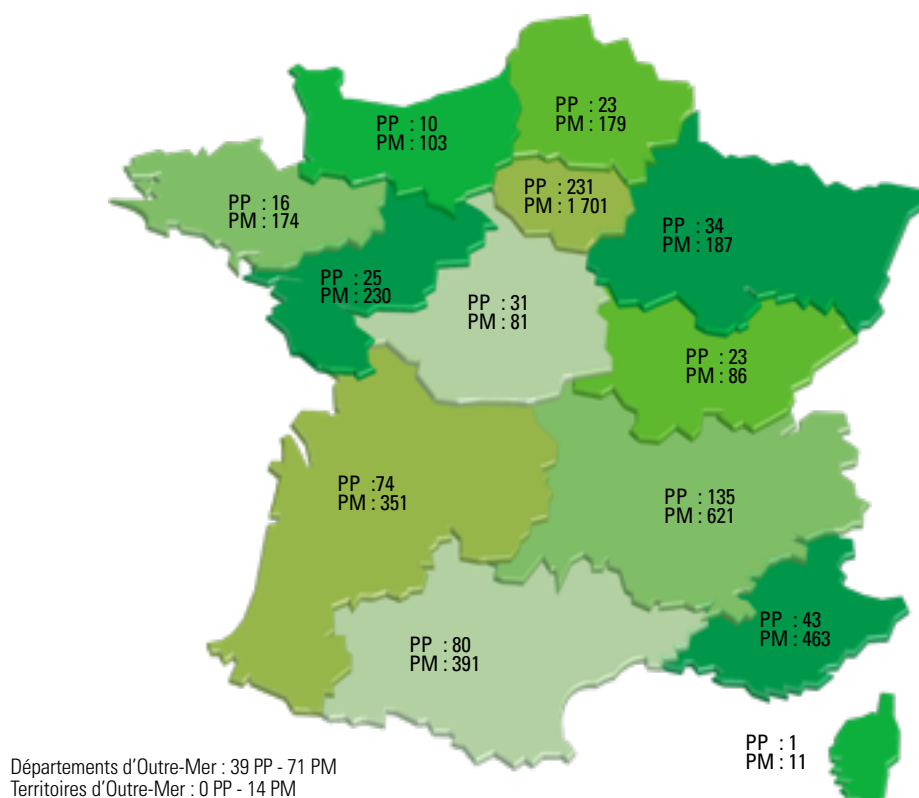 PP : 23
PM : 179
PP : 10
PM : 103
PP : 231
PM : 1 701
PP : 16
PM : 174
PP : 34
PM : 187
PP : 25
PM : 230
PP : 31
PM : 81
PP : 23
PM : 86
PP :74
PM : 351
PP : 135
PM : 621
PP : 43
PM : 463
PP : 80
PM : 391
PP : 1
PM : 11
Départements d'Outre-Mer : 39 PP - 71 PM
Territoires d'Outre-Mer : 0 PP - 14 PM